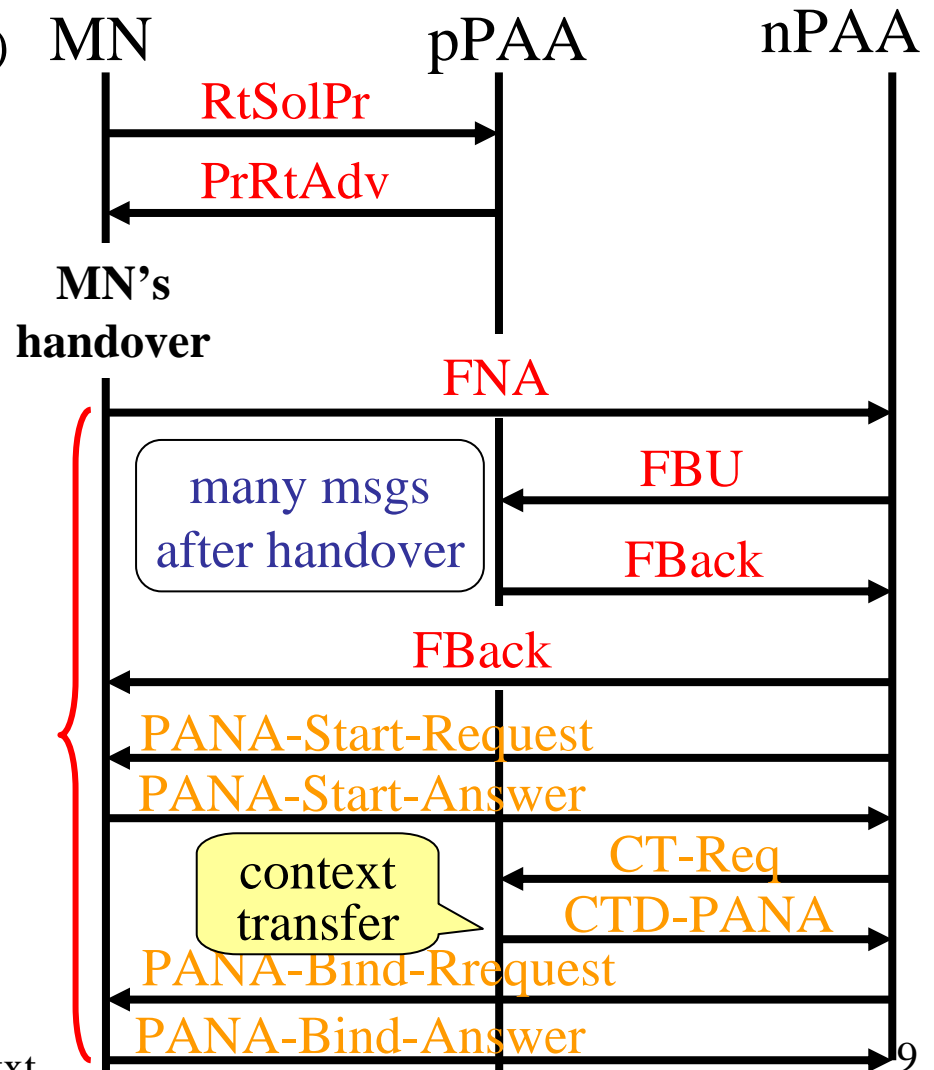 ) MN pPAA nPAA
RtSolPr
PrRtAdv
MN's
handover
FNA
many msgs
after handover
FBU
FBack
FBack
PANA-Start-Request
PANA-Start-Answer
CT-Req
context
transfer
CTD-PANA
PANA-Bind-Rrequest
PANA-Bind-Answer
9